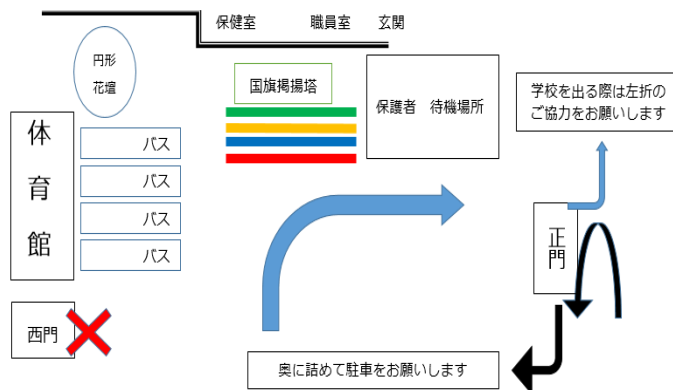 保健室 職員室 玄関
円形
花壇
国旗掲揚塔
保護者 待機場所
学校を出る際は左折の
ご協力をお願いします
体育館
バス
バス
バス
バス
正門
西門
奥に詰めて駐車をお願いします